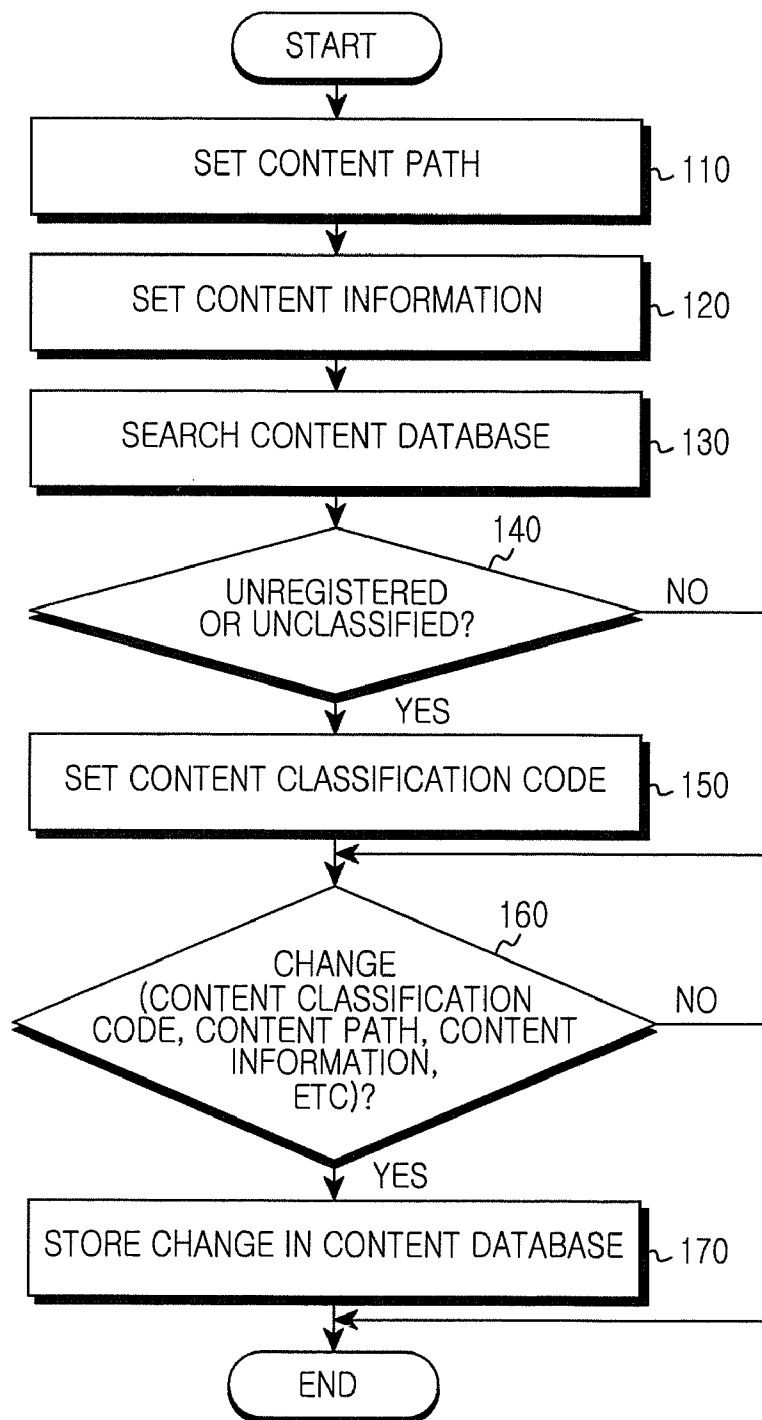 START
SET CONTENT PATH
110
SET CONTENT INFORMATION
120
SEARCH CONTENT DATABASE
130
140
UNREGISTERED
OR UNCLASSIFIED?
NO
YES
SET CONTENT CLASSIFICATION CODE
150
160
CHANGE
(CONTENT CLASSIFICATION
CODE, CONTENT PATH, CONTENT
INFORMATION,
ETC)?
NO
YES
STORE CHANGE IN CONTENT DATABASE
170
END